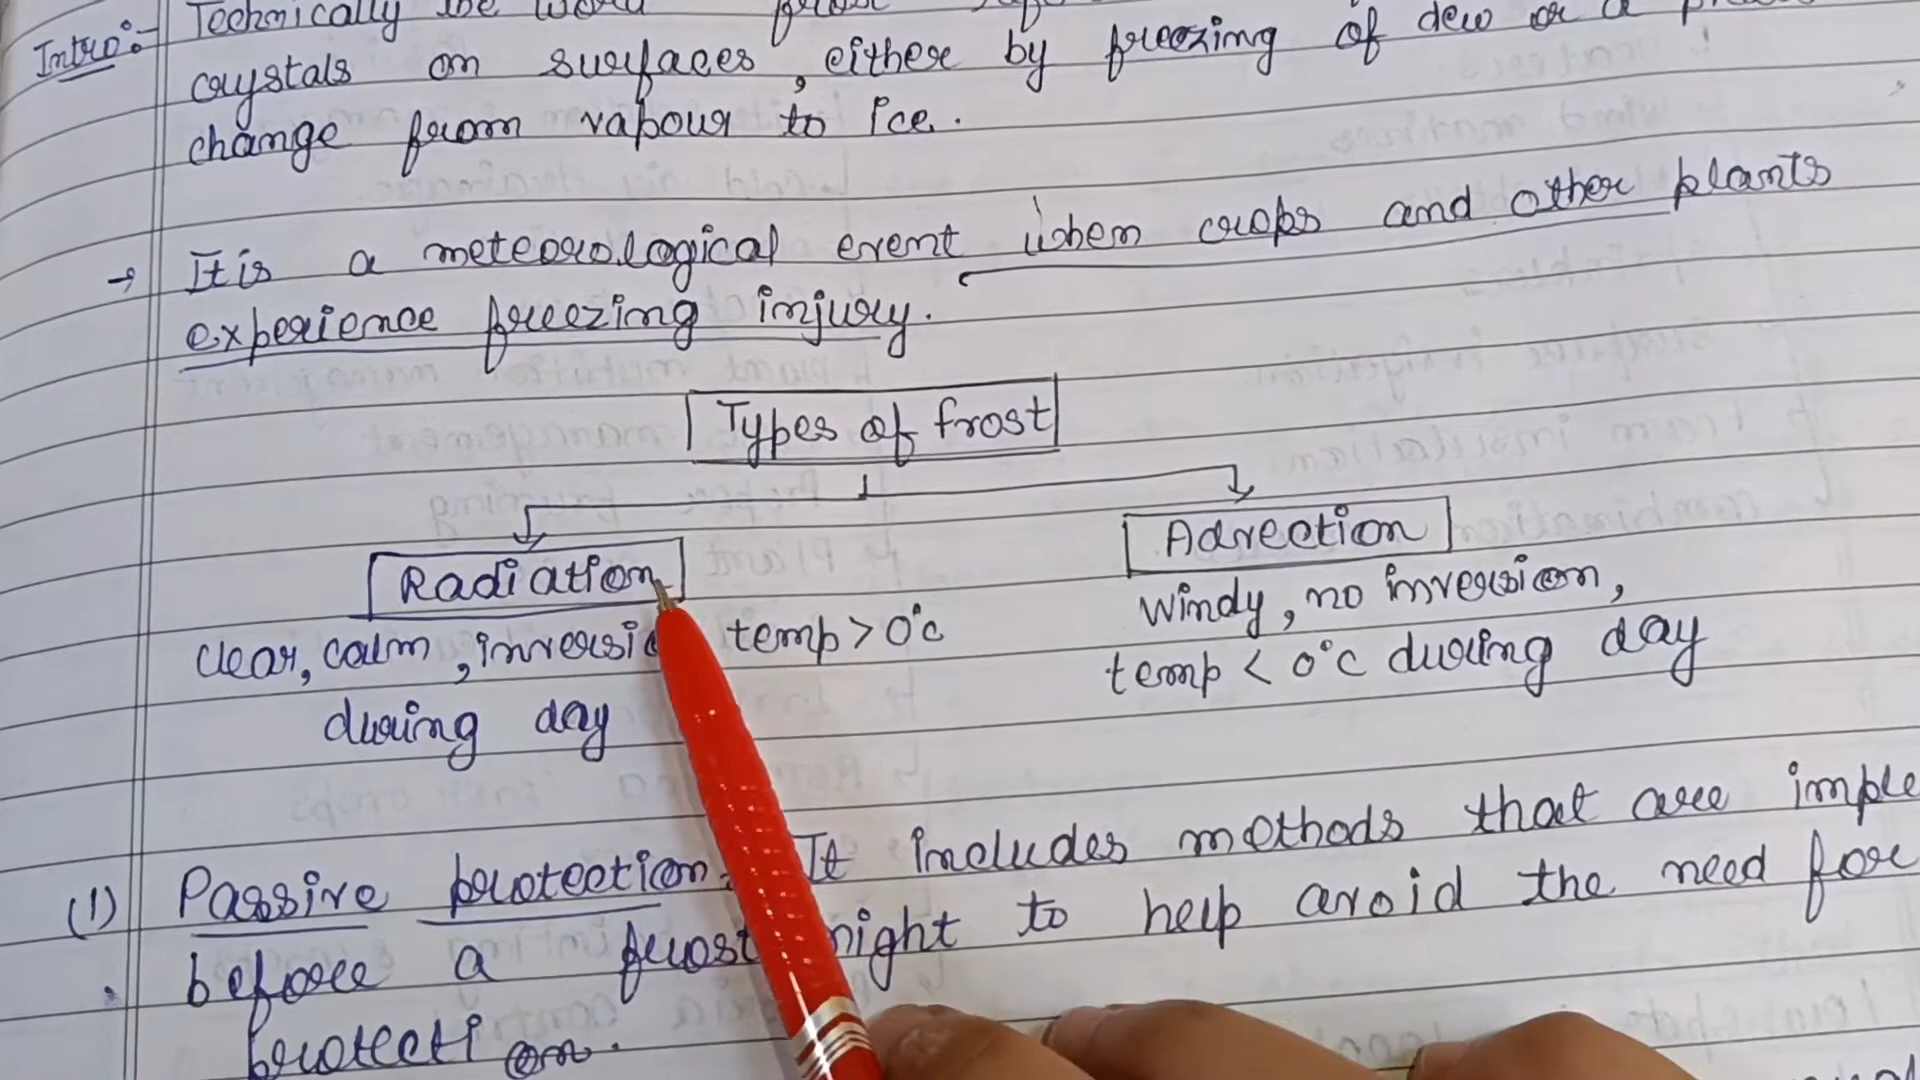 Intro:- Technically the word frost
crystals on surfaces, either by freezing of dew or a
change from vapour to ice.
→ It is a meteorological event when crops and other plants
experience freezing injury.
Types of frost
Radiation
Advection
clear, calm, inversio temp > 0°c
during day
windy, no inversion,
temp < 0°c during day
(1) Passive protection. It includes methods that are imple
before a frost night to help avoid the need for
protection.